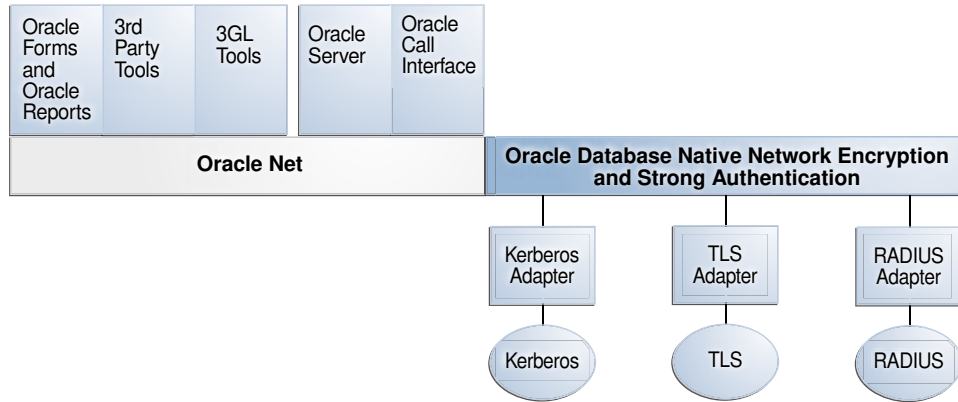 Oracle
Forms
and
Oracle
Reports
3rd
Party
Tools
3GL
Tools
Oracle
Server
Oracle
Call
Interface
Oracle Net
Oracle Database Native Network Encryption
and Strong Authentication
Kerberos
Adapter
TLS
Adapter
RADIUS
Adapter
Kerberos
TLS
RADIUS